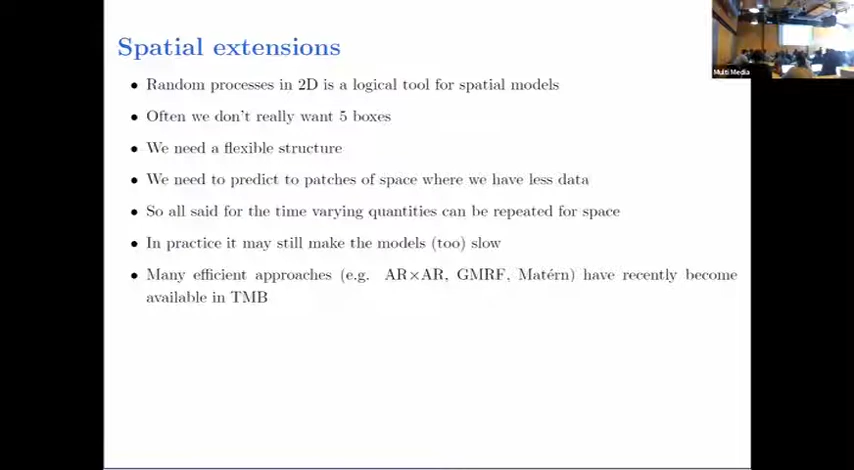 Spatial extensions
• Random processes in 2D is a logical tool for spatial models
• Often we don't really want 5 boxes
• We need a flexible structure
• We need to predict to patches of space where we have less data
• So all said for the time varying quantities can be repeated for space
• In practice it may still make the models (too) slow
• Many efficient approaches (e.g. AR×AR, GMRF, Matérn) have recently become
available in TMB
Multi Media